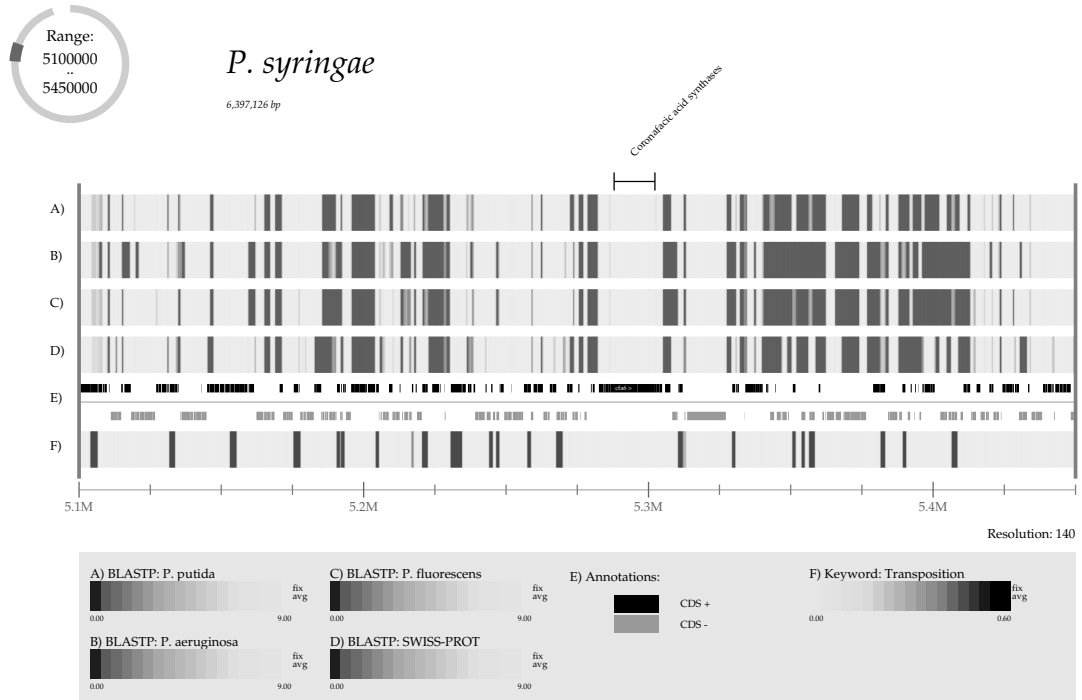 Range:
5100000
..
5450000
P. syringae
6,397,126 bp
Coronafacic acid synthases
A)
B)
C)
D)
E)
cfab >
F)
5.1M 5.2M 5.3M 5.4M
Resolution: 140
A) BLASTP: P. putida
fix
avg
0.00 9.00
B) BLASTP: P. aeruginosa
fix
avg
0.00 9.00
C) BLASTP: P. fluorescens
fix
avg
0.00 9.00
D) BLASTP: SWISS-PROT
fix
avg
0.00 9.00
E) Annotations:
CDS +
CDS -
F) Keyword: Transposition
fix
avg
0.00 0.60